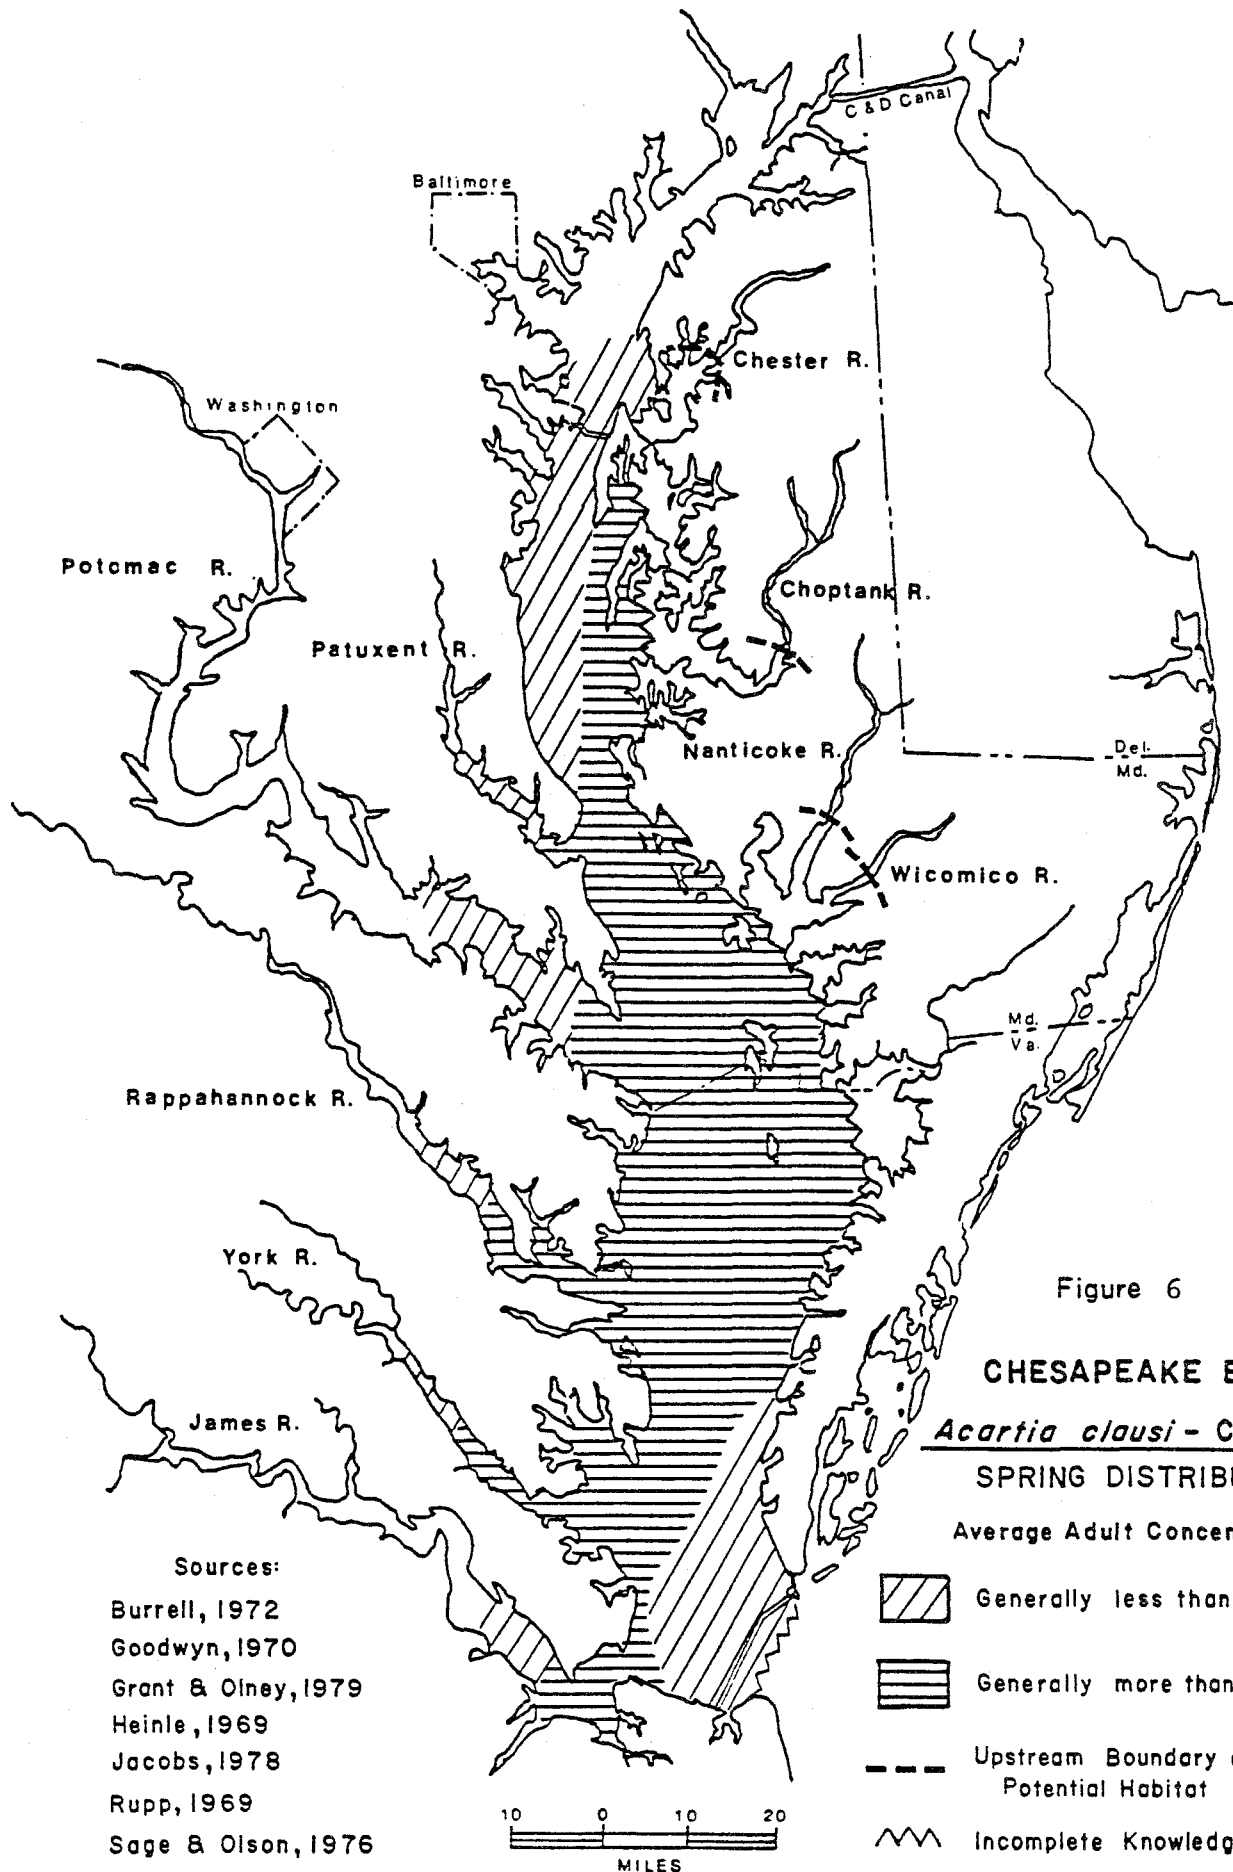 C & D Canal
Baltimore
Chester R.
Washington
Potomac R.
Choptank R.
Patuxent R.
Nanticoke R.
Del.
Md.
Wicomico R.
Md.
Va.
Rappahannock R.
York R.
James R.
Figure 6
CHESAPEAKE
Acartia clausi -
SPRING
Average Adult
Generally less than
Generally more than
Upstream Boundary
Potential Habitat
Incomplete
Sources:
Burrell, 1972
Goodwyn, 1970
Grant & Olney, 1979
Heinle, 1969
Jacobs, 1978
Rupp, 1969
Sage & Olson, 1976
10 0 10 20
MILES